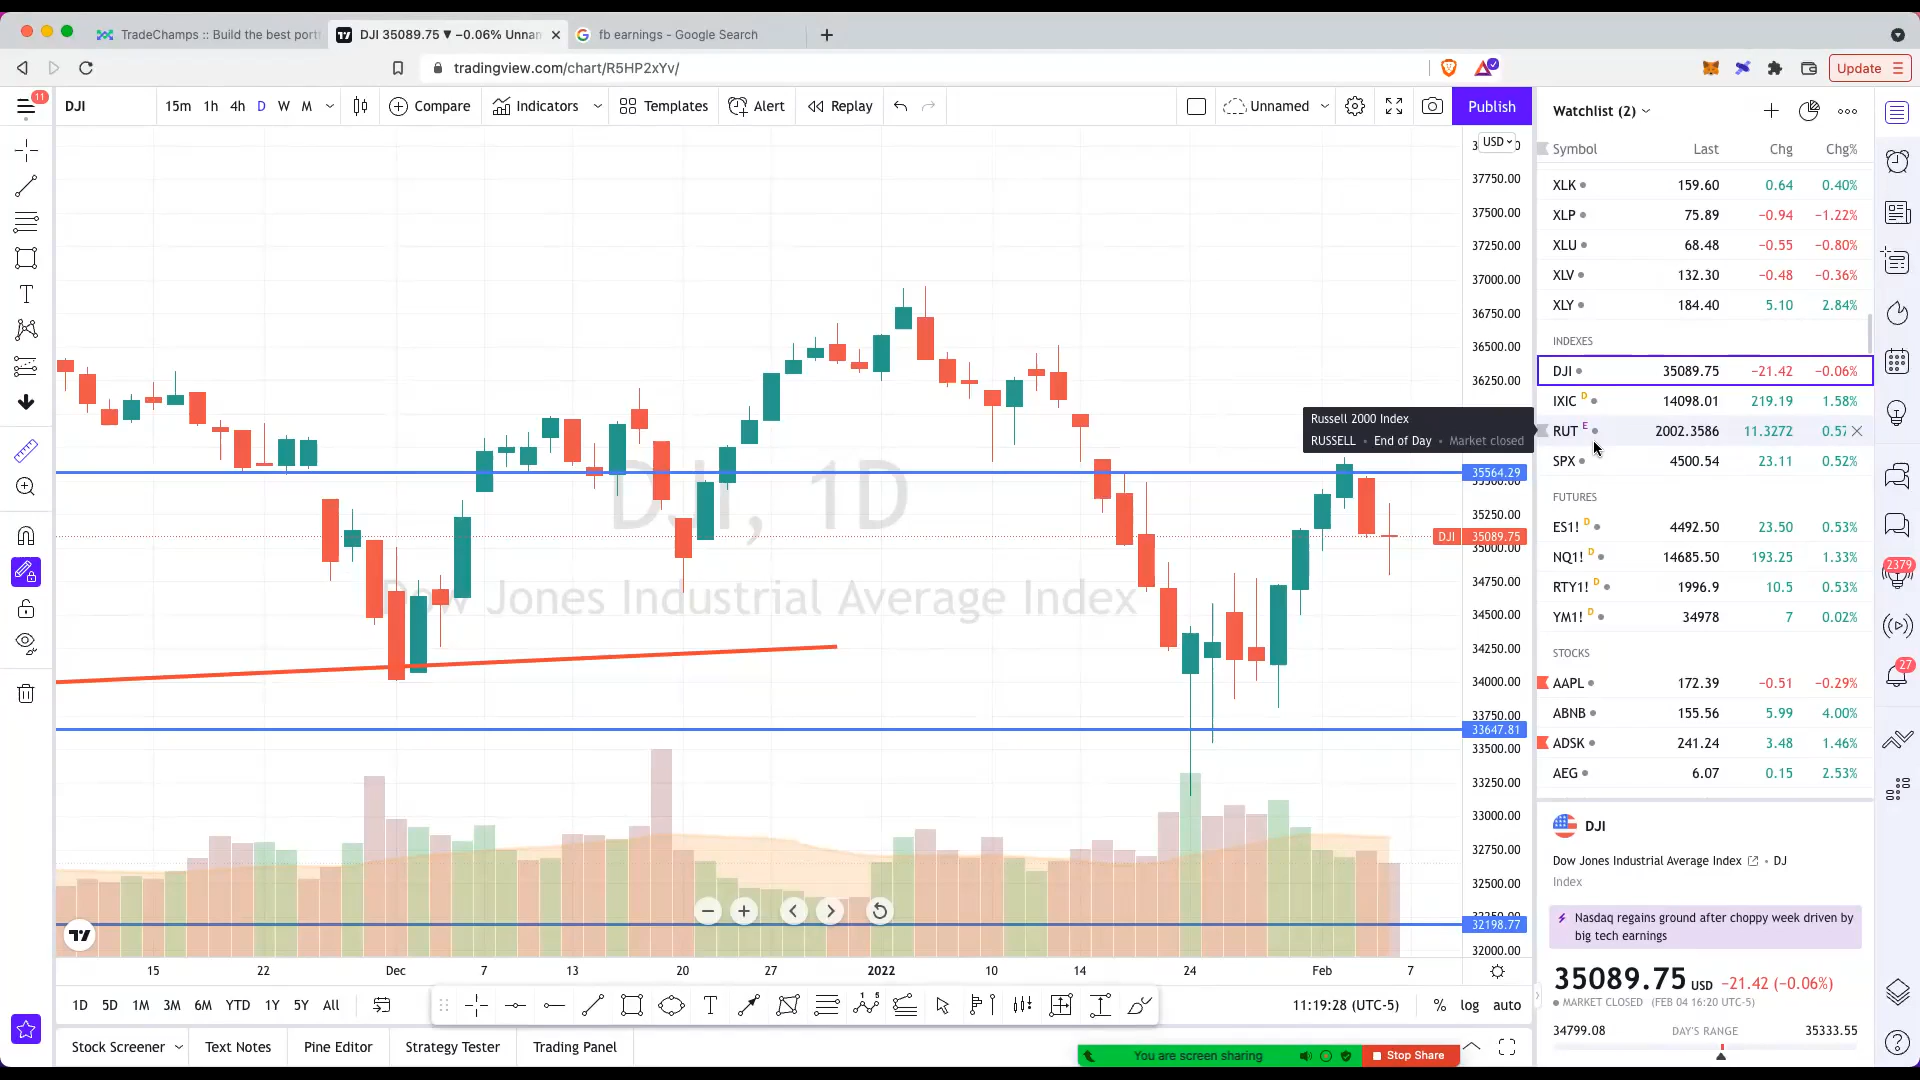 TradeChamps :: Build the best port
DJI 35089.75 ▼ −0.06% Unnan
fb earnings - Google Search
tradingview.com/chart/R5HP2xYv/
Update
11
DJI
15m 1h 4h D W M
Compare
Indicators
Templates
Alert
Replay
Unnamed
Publish
Watchlist (2)
USD
Symbol Last Chg Chg%
XLK 159.60 0.64 0.40%
XLP 75.89 −0.94 −1.22%
XLU 68.48 −0.55 −0.80%
XLV 132.30 −0.48 −0.36%
XLY 184.40 5.10 2.84%
INDEXES
DJI 35089.75 −21.42 −0.06%
IXIC D 14098.01 219.19 1.58%
RUT E 2002.3586 11.3272 0.57
SPX 4500.54 23.11 0.52%
FUTURES
ES1! D 4492.50 23.50 0.53%
NQ1! D 14685.50 193.25 1.33%
RTY1! D 1996.9 10.5 0.53%
YM1! D 34978 7 0.02%
STOCKS
AAPL 172.39 −0.51 −0.29%
ABNB 155.56 5.99 4.00%
ADSK 241.24 3.48 1.46%
AEG 6.07 0.15 2.53%
Russell 2000 Index
RUSSELL • End of Day • Market closed
DJI, 1D
Dow Jones Industrial Average Index
37750.00
37500.00
37250.00
37000.00
36750.00
36500.00
36250.00
35564.29
35250.00
DJI 35089.75
35000.00
34750.00
34500.00
34250.00
34000.00
33750.00
33647.81
33500.00
33250.00
33000.00
32750.00
32500.00
32198.77
32000.00
15 22 Dec 7 13 20 27 2022 10 14 24 Feb 7
2379
27
DJI
Dow Jones Industrial Average Index • DJ
Index
Nasdaq regains ground after choppy week driven by
big tech earnings
35089.75 USD −21.42 (−0.06%)
MARKET CLOSED (FEB 04 16:20 UTC-5)
34799.08 DAY'S RANGE 35333.55
1D 5D 1M 3M 6M YTD 1Y 5Y All
11:19:28 (UTC-5)
% log auto
Stock Screener
Text Notes
Pine Editor
Strategy Tester
Trading Panel
You are screen sharing
Stop Share